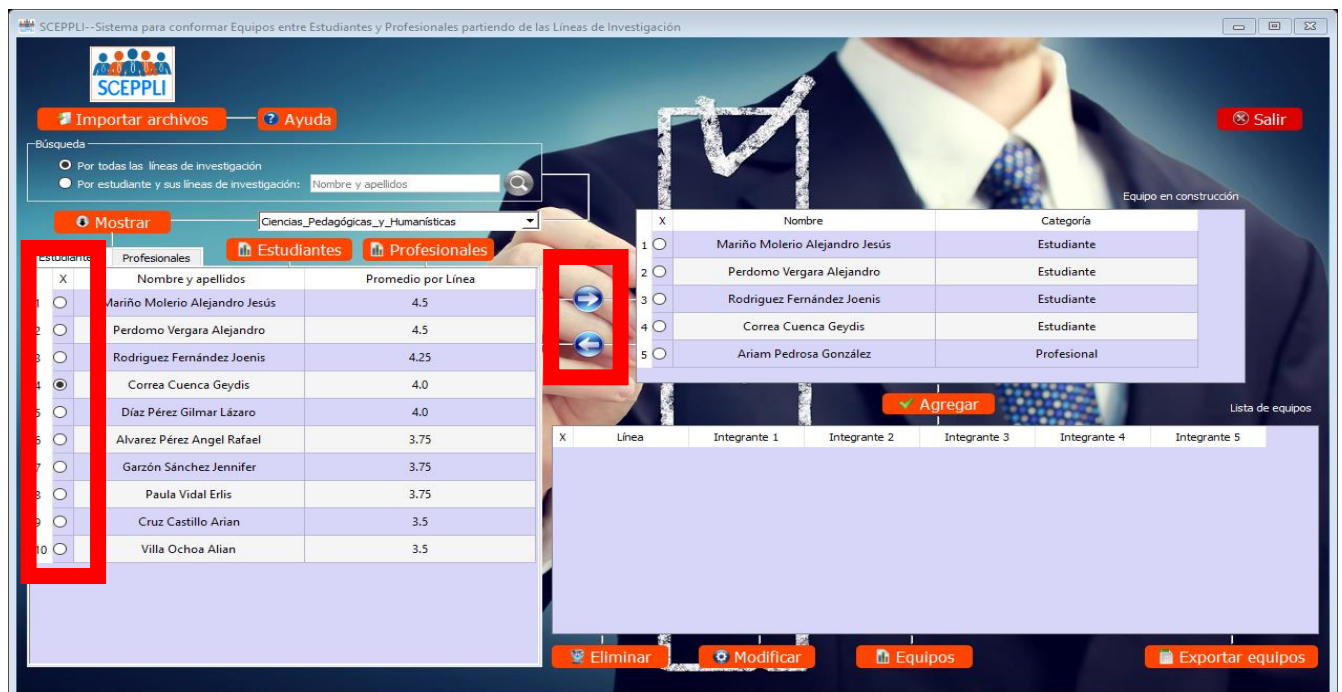 SCEPPLI--Sistema para conformar Equipos entre Estudiantes y Profesionales partiendo de las Líneas de Investigación
SCEPPLI
Importar archivos
Ayuda
Salir
Búsqueda
Por todas las líneas de investigación
Por estudiante y sus líneas de investigación: Nombre y apellidos
Mostrar
Ciencias_Pedagógicas_y_Humanísticas
Estudiantes
Profesionales
Profesionales
X Nombre y apellidos Promedio por Línea
Mariño Molerio Alejandro Jesús 4.5
Perdomo Vergara Alejandro 4.5
Rodriguez Fernández Joenis 4.25
Correa Cuenca Geydis 4.0
Díaz Pérez Gilmar Lázaro 4.0
Alvarez Pérez Angel Rafael 3.75
Garzón Sánchez Jennifer 3.75
Paula Vidal Erlis 3.75
Cruz Castillo Arian 3.5
10 Villa Ochoa Alian 3.5
Equipo en construcción
X Nombre Categoría
1 Mariño Molerio Alejandro Jesús Estudiante
2 Perdomo Vergara Alejandro Estudiante
3 Rodriguez Fernández Joenis Estudiante
4 Correa Cuenca Geydis Estudiante
5 Ariam Pedrosa González Profesional
Agregar
Lista de equipos
X Línea Integrante 1 Integrante 2 Integrante 3 Integrante 4 Integrante 5
Eliminar
Modificar
Equipos
Exportar equipos